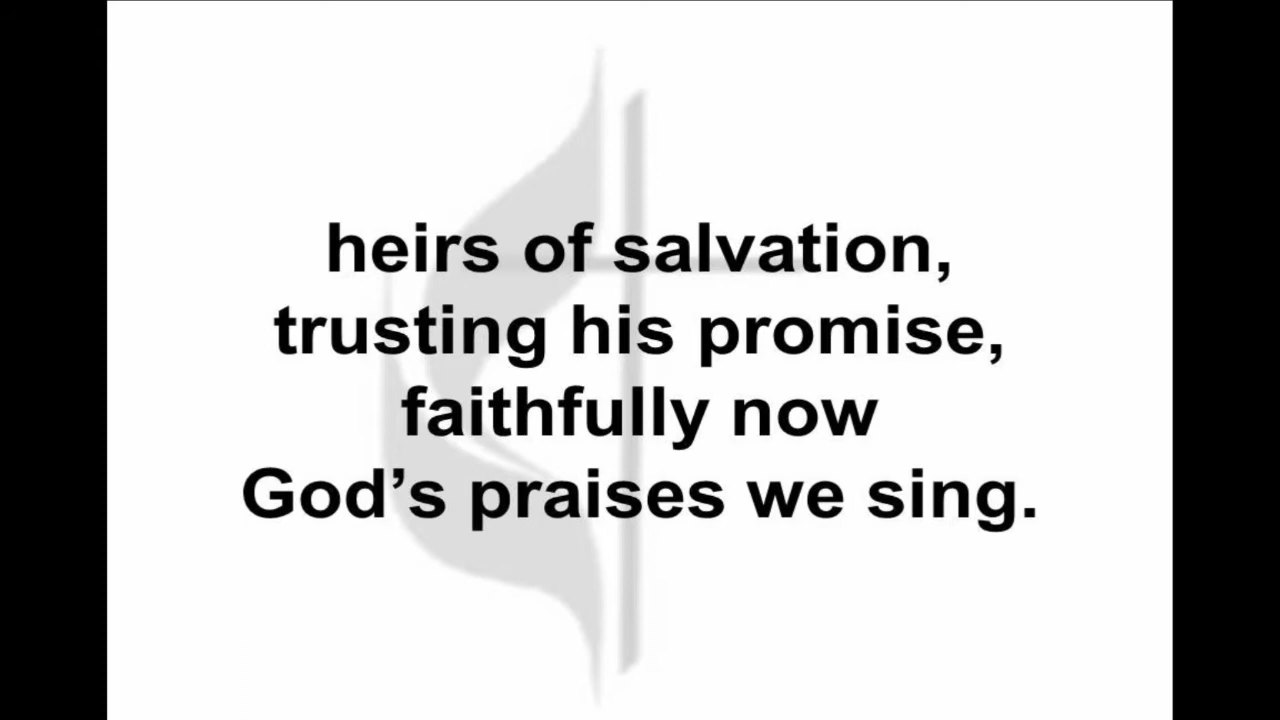 heirs of salvation,
trusting his promise,
faithfully now
God’s praises we sing.